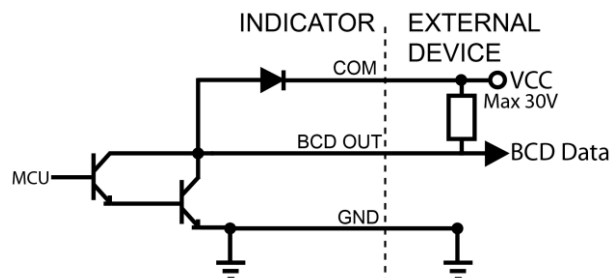 INDICATOR EXTERNAL
DEVICE
COM
VCC
Max 30V
BCD OUT
BCD Data
MCU
GND